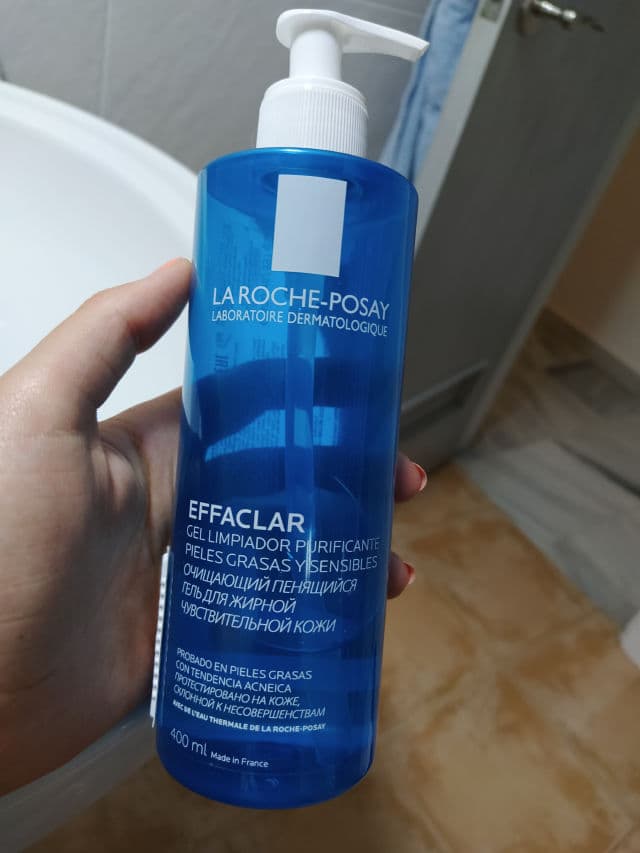 LA ROCHE-POSAY
LABORATOIRE DERMATOLOGIQUE
EFFACLAR
GEL LIMPIADOR PURIFICANTE
PIELES GRASAS Y SENSIBLES
ОЧИЩАЮЩИЙ ПЕНЯЩИЙСЯ
ГЕЛЬ ДЛЯ ЖИРНОЙ
ЧУВСТВИТЕЛЬНОЙ КОЖИ
PROBADO EN PIELES GRASAS
CON TENDENCIA ACNEICA
ПРОТЕСТИРОВАНО НА КОЖЕ,
СКЛОННОЙ К НЕСОВЕРШЕНСТВАМ
AVEC DE L'EAU THERMALE DE LA ROCHE-POSAY
400 ml Made in France